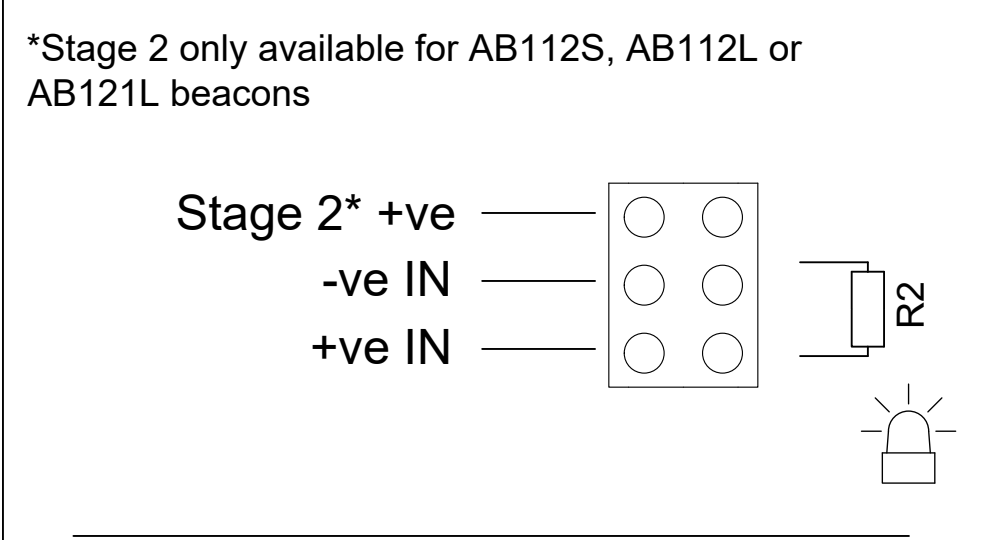 *Stage 2 only available for AB112S, AB112L or
AB121L beacons
Stage 2* +ve
-ve IN
+ve IN
R2